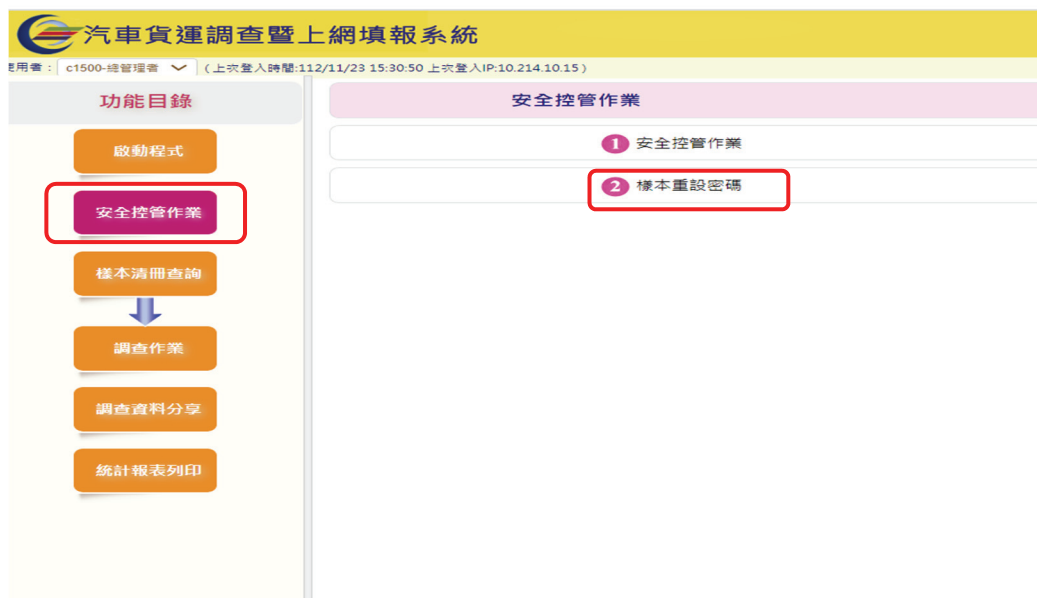 汽車貨運調查暨上網填報系統
使用者： c1500-總管理者 (上次登入時間:112/11/23 15:30:50 上次登入IP:10.214.10.15)
功能目錄
啟動程式
安全控管作業
樣本清冊查詢
調查作業
調查資料分享
統計報表列印
安全控管作業
1 安全控管作業
2 樣本重設密碼